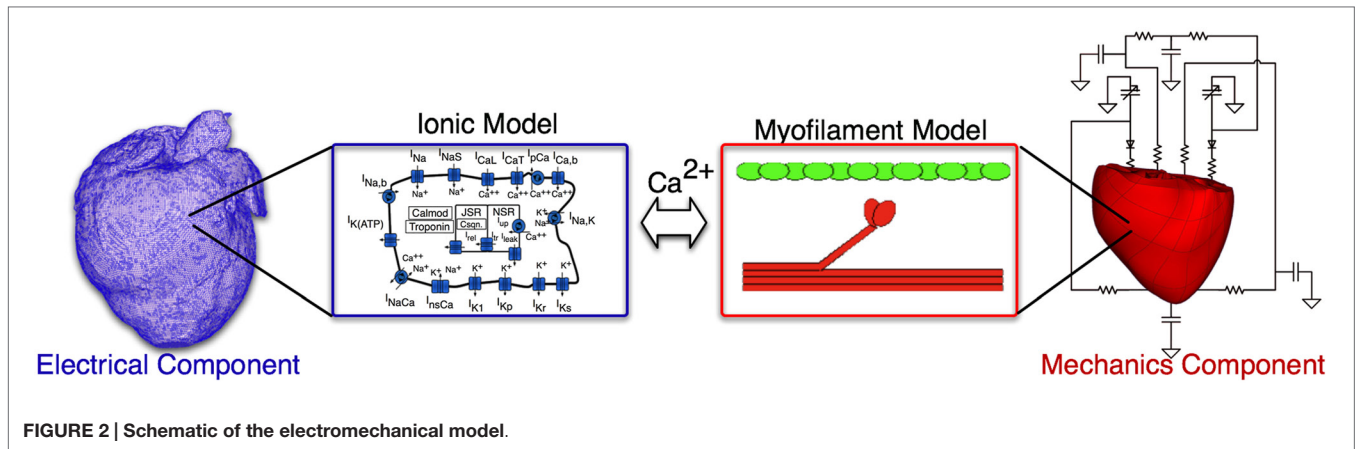 Ionic Model
Myofilament Model
I_Na I_NaS I_CaL I_CaT I_pCa I_Ca,b
Na+ Na+ Ca++ Ca++ Ca++ Ca++
I_Na,b
I_K(ATP)
Calmod JSR NSR
Troponin Csqn.
I_up
I_rel I_tr I_leak
Ca++
K+
Na+
I_Na,K
Ca++
Na+
I_NaCa
K+ Na+ K+ K+ K+ K+
I_nsCa I_K1 I_Kp I_Kr I_Ks
Ca2+
Electrical Component
Mechanics Component
FIGURE 2 | Schematic of the electromechanical model.